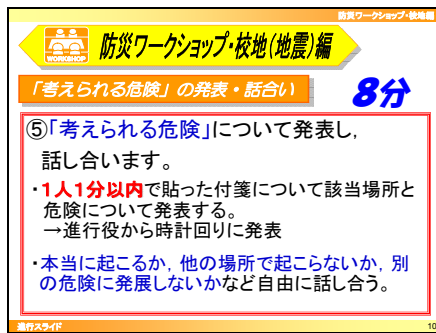 防災ワークショップ・校地編
WORKSHOP
防災ワークショップ・校地(地震)編
「考えられる危険」の発表・話合い
8分
⑤「考えられる危険」について発表し,
話し合います。
・1人1分以内で貼った付箋について該当場所と
危険について発表する。
→進行役から時計回りに発表
・本当に起こるか,他の場所で起こらないか,別
の危険に発展しないかなど自由に話し合う。
進行スライド
10